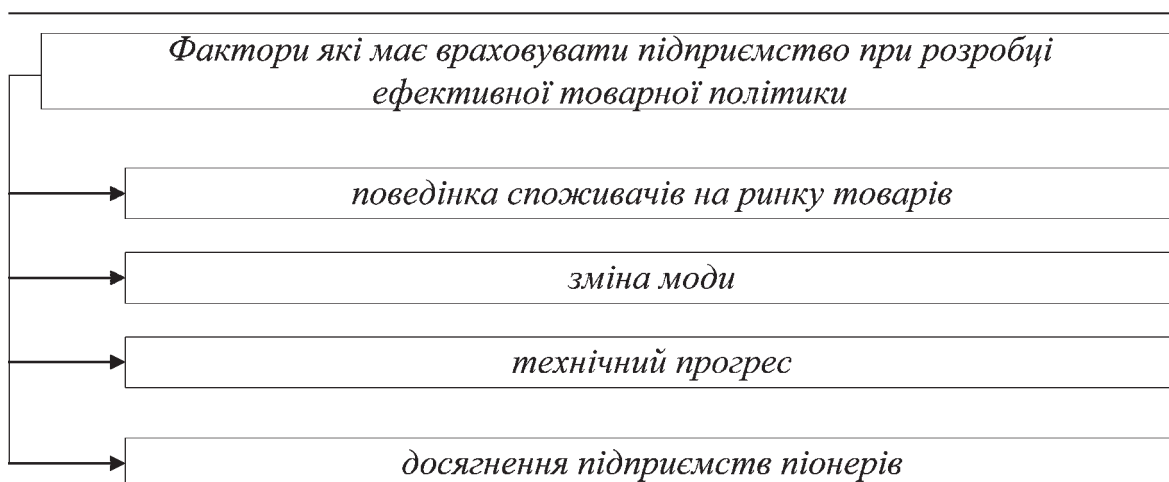 Фактори які має враховувати підприємство при розробці
ефективної товарної політики
поведінка споживачів на ринку товарів
зміна моди
технічний прогрес
досягнення підприємств піонерів